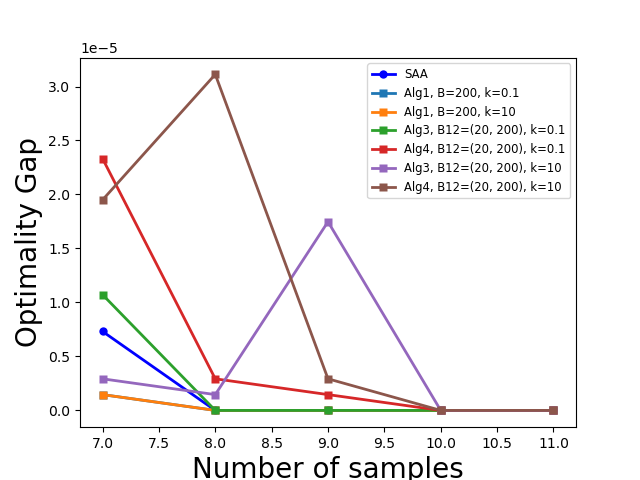 1e−5
3.0
2.5
2.0
1.5
1.0
0.5
0.0
Optimality Gap
SAA
Alg1, B=200, k=0.1
Alg1, B=200, k=10
Alg3, B12=(20, 200), k=0.1
Alg4, B12=(20, 200), k=0.1
Alg3, B12=(20, 200), k=10
Alg4, B12=(20, 200), k=10
7.0 7.5 8.0 8.5 9.0 9.5 10.0 10.5 11.0
Number of samples